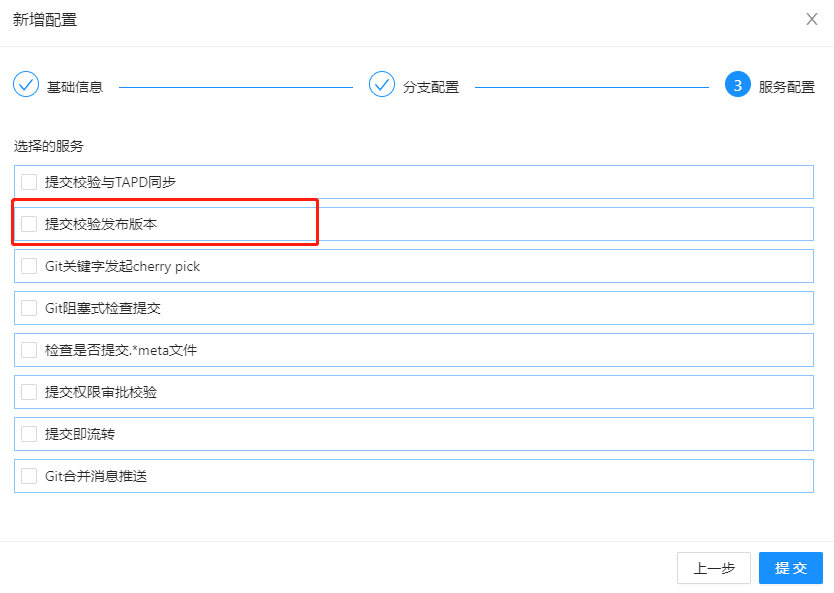 新增配置
基础信息
分支配置
3 服务配置
选择的服务
提交校验与TAPD同步
提交校验发布版本
Git关键字发起cherry pick
Git阻塞式检查提交
检查是否提交.*meta文件
提交权限审批校验
提交即流转
Git合并消息推送
上一步 提 交